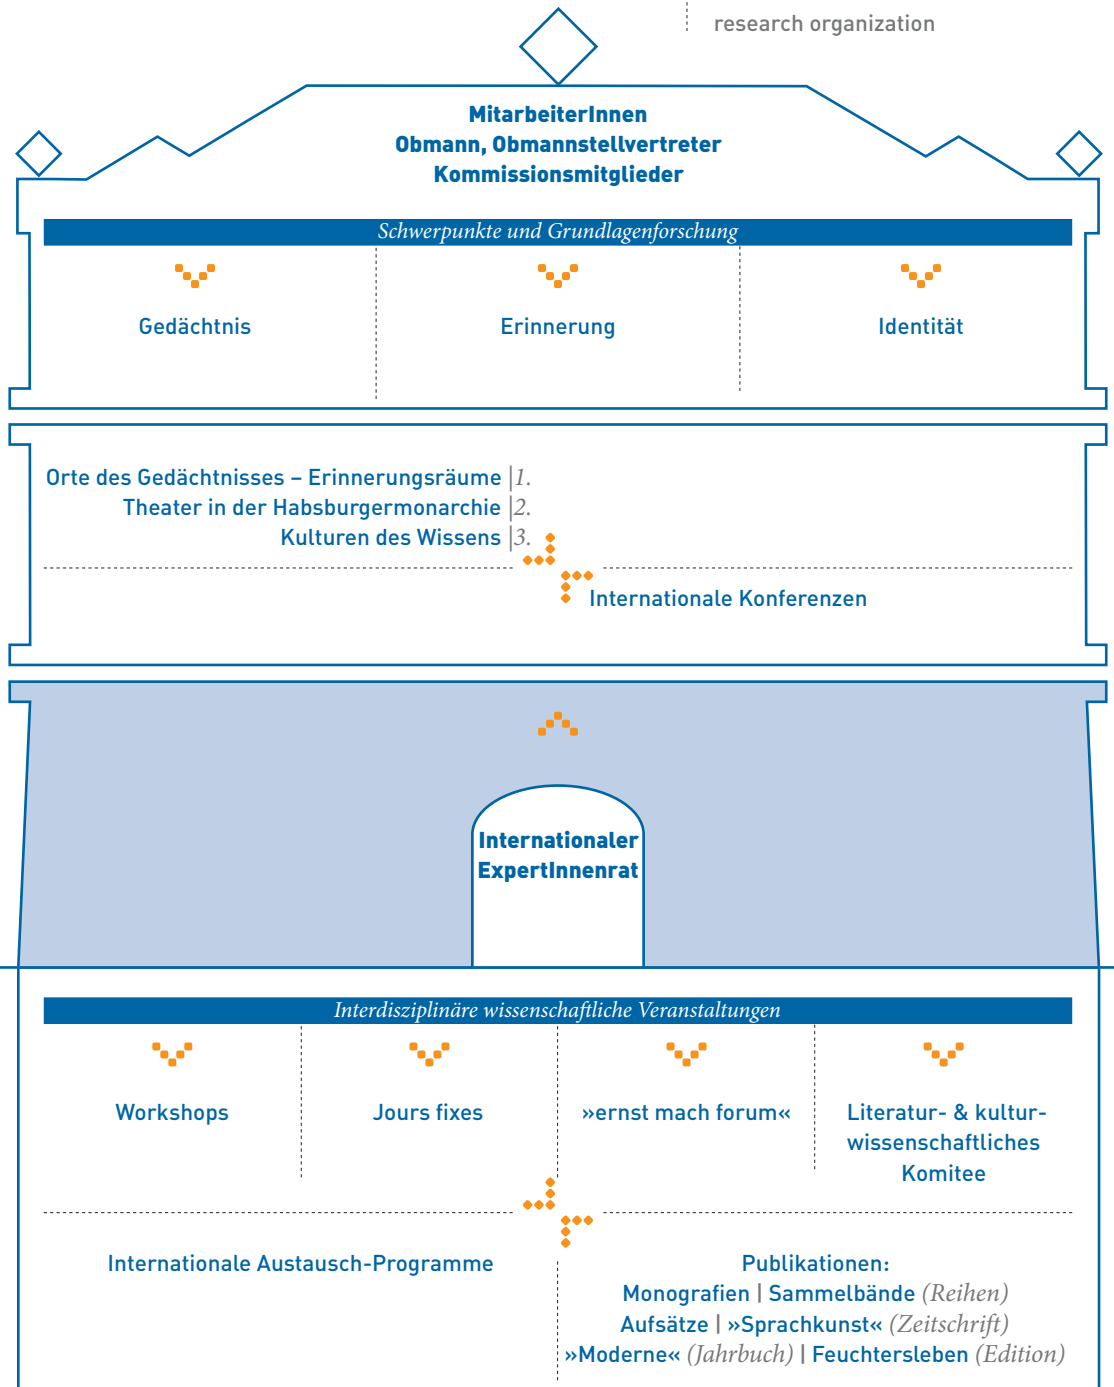 research organization
MitarbeiterInnen
Obmann, Obmannstellvertreter
Kommissionsmitglieder
Schwerpunkte und Grundlagenforschung
Gedächtnis
Erinnerung
Identität
Orte des Gedächtnisses – Erinnerungsräume |1.
Theater in der Habsburgermonarchie |2.
Kulturen des Wissens |3.
Internationale Konferenzen
Internationaler
ExpertInnenrat
Interdisziplinäre wissenschaftliche Veranstaltungen
Workshops
Jours fixes
»ernst mach forum«
Literatur- & kultur-
wissenschaftliches
Komitee
Internationale Austausch-Programme
Publikationen:
Monografien | Sammelbände (Reihen)
Aufsätze | »Sprachkunst« (Zeitschrift)
»Moderne« (Jahrbuch) | Feuchtersleben (Edition)